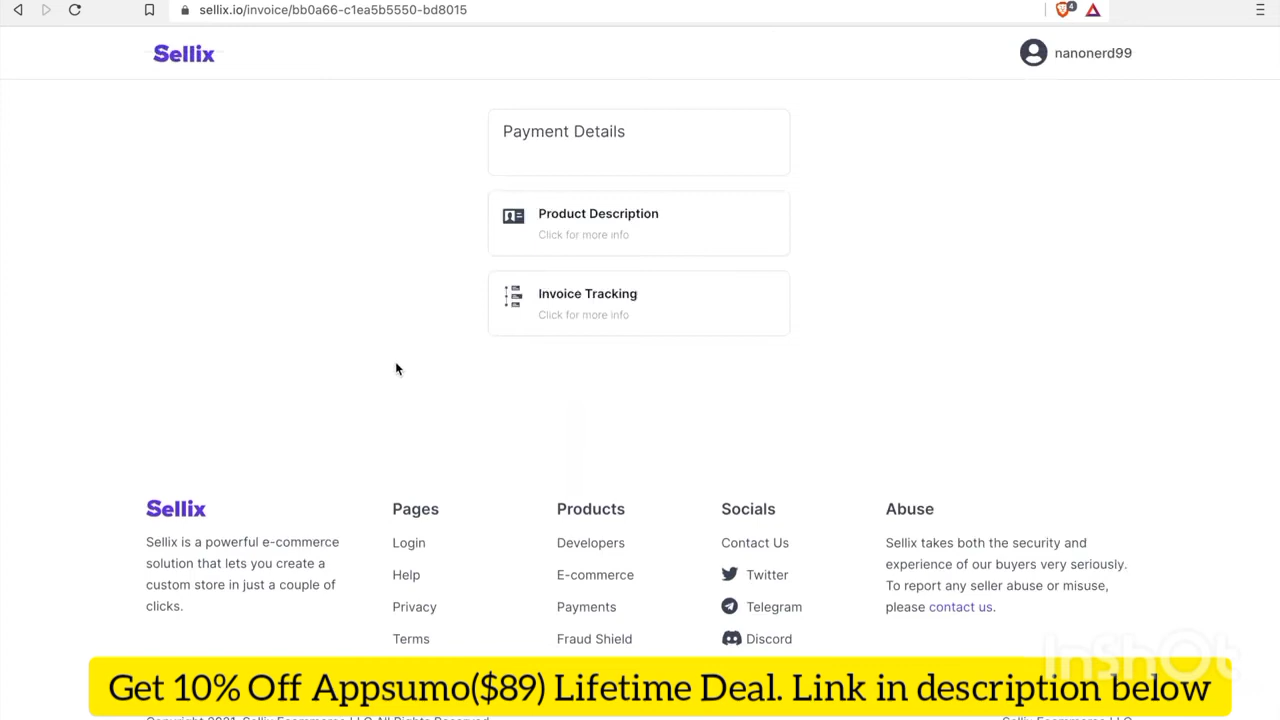 sellix.io/invoice/bb0a66-c1ea5b5550-bd8015
4
Sellix
nanonerd99
Payment Details
Product Description
Click for more info
Invoice Tracking
Click for more info
Sellix
Sellix is a powerful e-commerce
solution that lets you create a
custom store in just a couple of
clicks.
Pages
Login
Help
Privacy
Terms
Products
Developers
E-commerce
Payments
Fraud Shield
Socials
Contact Us
Twitter
Telegram
Discord
Abuse
Sellix takes both the security and
experience of our buyers very seriously.
To report any seller abuse or misuse,
please contact us.
InShOt
Get 10% Off Appsumo($89) Lifetime Deal. Link in description below